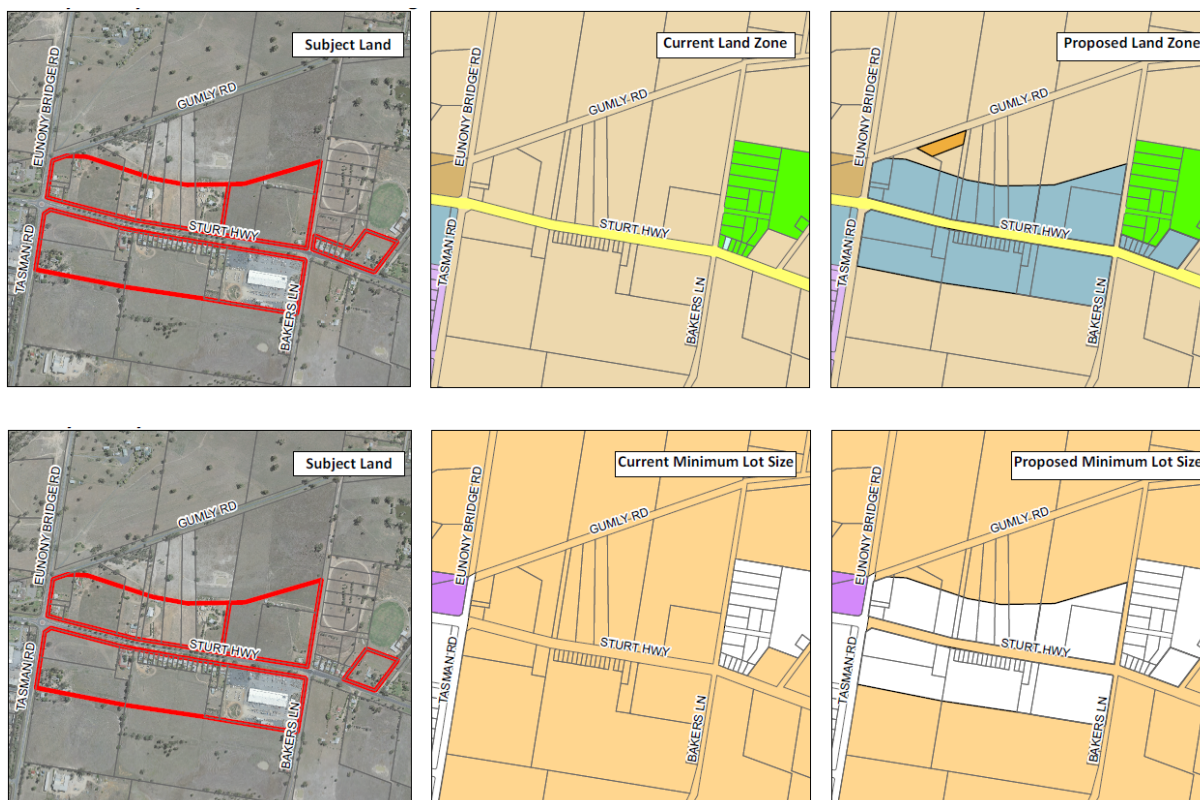 Subject Land
EUNONY BRIDGE RD
GUMLY RD
STURT HWY
TASMAN RD
BAKERS LN
Current Land Zone
EUNONY BRIDGE RD
GUMLY RD
STURT HWY
TASMAN RD
BAKERS LN
Proposed Land Zone
EUNONY BRIDGE RD
GUMLY RD
STURT HWY
TASMAN RD
BAKERS LN
Subject Land
EUNONY BRIDGE RD
GUMLY RD
STURT HWY
TASMAN RD
BAKERS LN
Current Minimum Lot Size
EUNONY BRIDGE RD
GUMLY RD
STURT HWY
TASMAN RD
BAKERS LN
Proposed Minimum Lot Size
EUNONY BRIDGE RD
GUMLY RD
STURT HWY
TASMAN RD
BAKERS LN